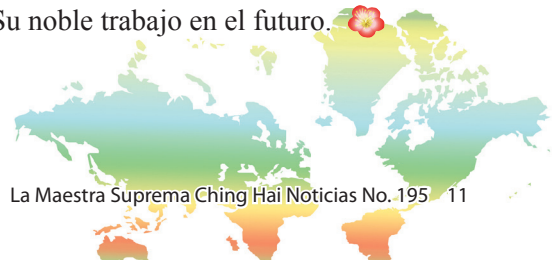 Su noble trabajo en el futuro.
La Maestra Suprema Ching Hai Noticias No. 195 11